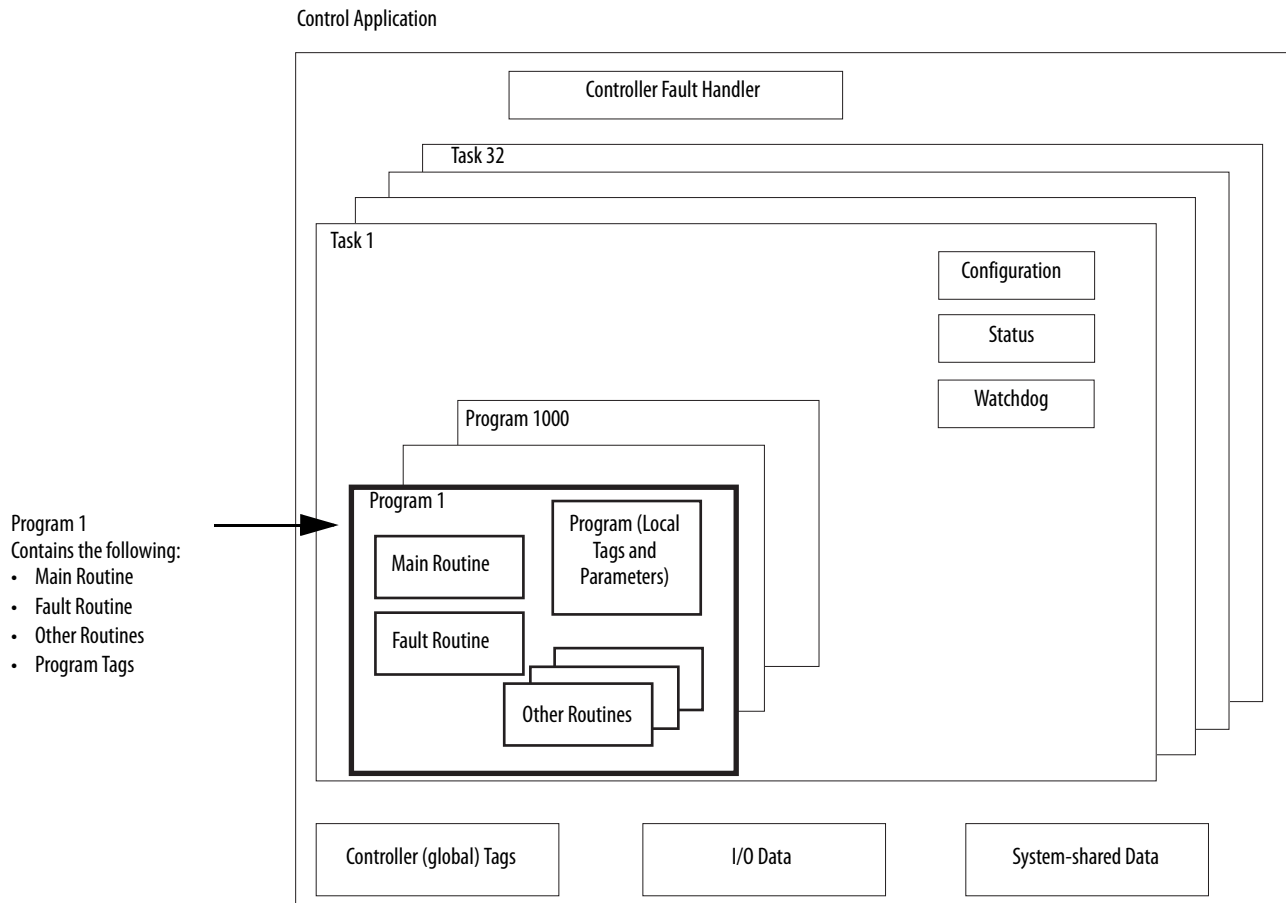 Control Application
Controller Fault Handler
Task 32
Task 1
Configuration
Status
Watchdog
Program 1000
Program 1
Main Routine
Fault Routine
Program (Local
Tags and
Parameters)
Other Routines
Program 1
Contains the following:
• Main Routine
• Fault Routine
• Other Routines
• Program Tags
Controller (global) Tags
I/O Data
System-shared Data